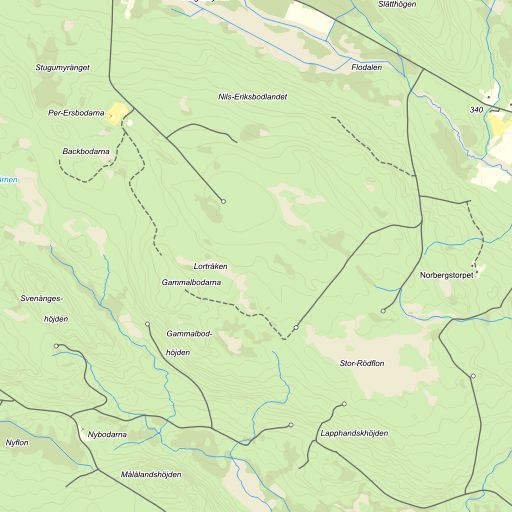 Slätthögen
Stugumyränget
Flodalen
Nils-Eriksbodlandet
340
Per-Ersbodarna
Backbodarna
Lorträken
Norbergstorpet
Gammalbodarna
Svenänges-
höjden
Gammalbod-
höjden
Stor-Rödflon
Nyflon
Nybodarna
Lapphandskhöjden
Målålandshöjden